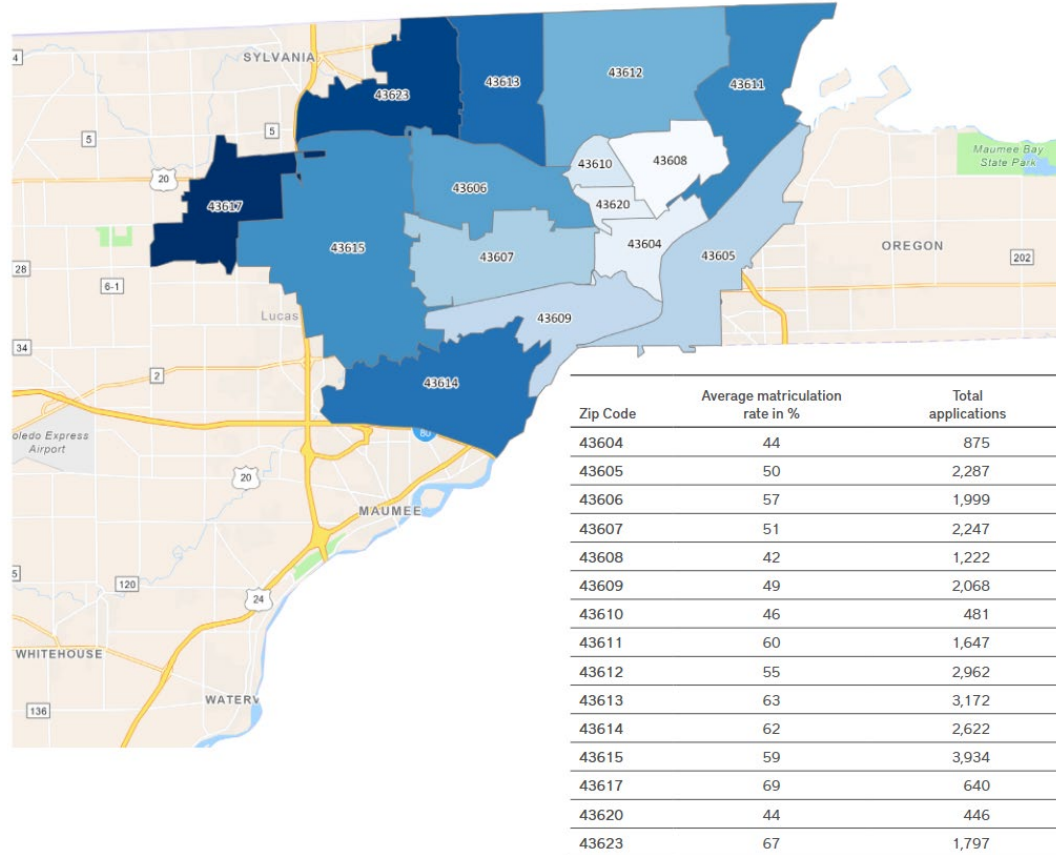 4
SYLVANIA
43613
43612
43611
43623
5
5
Maumee Bay
State Park
43610
43608
20
43606
43617
43620
43604
OREGON
43615
43607
43605
202
28
6-1
Lucas
43609
34
2
43614
80
oledo Express
Airport
20
MAUMEE
5
120
24
WHITEHOUSE
WATERV
136
Zip Code Average matriculation rate in % Total applications
43604 44 875
43605 50 2,287
43606 57 1,999
43607 51 2,247
43608 42 1,222
43609 49 2,068
43610 46 481
43611 60 1,647
43612 55 2,962
43613 63 3,172
43614 62 2,622
43615 59 3,934
43617 69 640
43620 44 446
43623 67 1,797